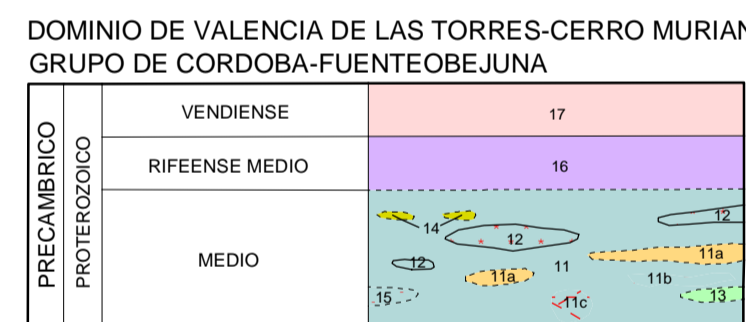 DOMINIO DE VALENCIA DE LAS TORRES-CERRO MURIAN
GRUPO DE CORDOBA-FUENTEOBEJUNA
PRECAMBRICO
PROTEROZOICO
VENDIENSE
17
RIFEENSE MEDIO
16
MEDIO
14
12
12
12
11a
11a
11
11b
15
11c
13